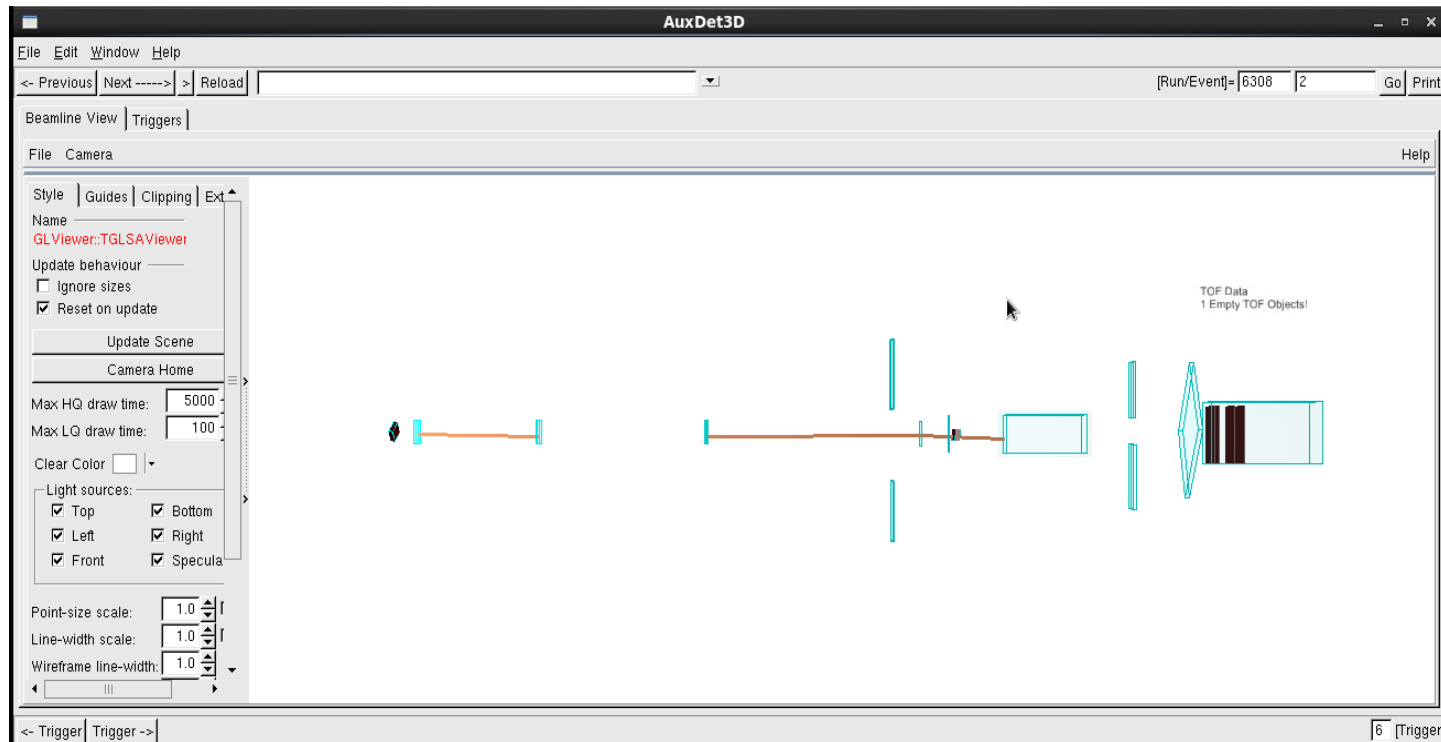 AuxDet3D
File Edit Window Help
<- Previous Next -----> > Reload [Run/Event]= 6308 2 Go Print
Beamline View Triggers
File Camera Help
Style Guides Clipping Ext
Name
GLViewer::TGLSAViewer
Update behaviour
Ignore sizes
Reset on update
Update Scene
Camera Home
Max HQ draw time: 5000
Max LQ draw time: 100
Clear Color
Light sources:
Top Bottom
Left Right
Front Specula
Point-size scale: 1.0
Line-width scale: 1.0
Wireframe line-width: 1.0
TOF Data
1 Empty TOF Objects!
<- Trigger Trigger -> 6 [Trigger